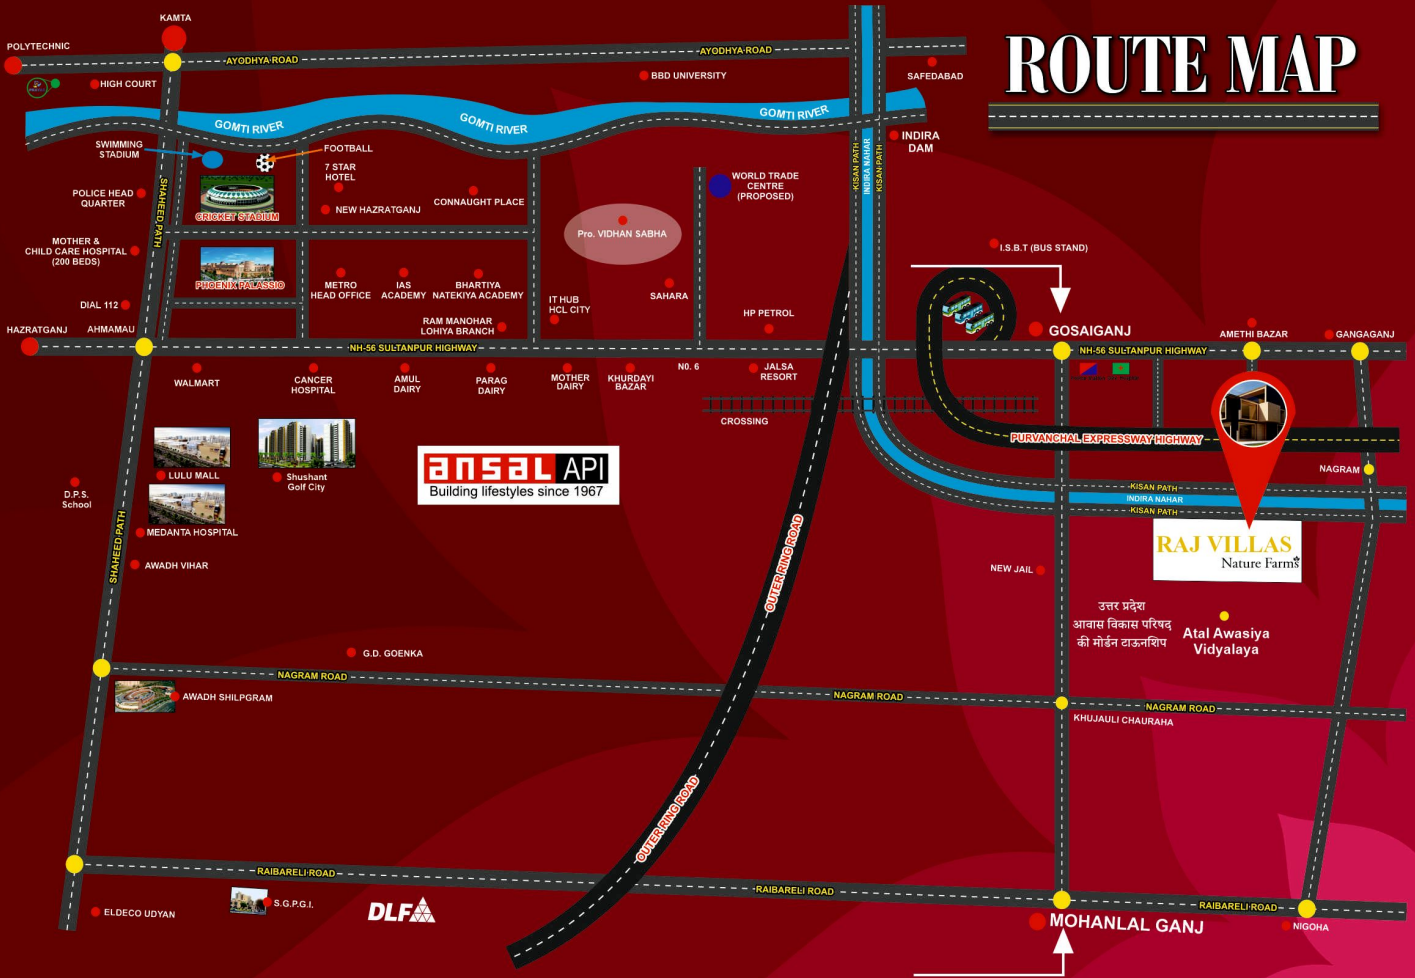 ROUTE MAP
KAMTA
POLYTECHNIC
AYODHYA ROAD
AYODHYA ROAD
HIGH COURT
BBD UNIVERSITY
SAFEDABAD
GOMTI RIVER
GOMTI RIVER
GOMTI RIVER
INDIRA
DAM
SWIMMING
STADIUM
FOOTBALL
7 STAR
HOTEL
KISAN PATH
INDIRA NAHAR
KISAN PATH
POLICE HEAD
QUARTER
SHAHEED PATH
CRICKET STADIUM
NEW HAZRATGANJ
CONNAUGHT PLACE
WORLD TRADE
CENTRE
(PROPOSED)
Pro. VIDHAN SABHA
MOTHER &
CHILD CARE HOSPITAL
(200 BEDS)
I.S.B.T (BUS STAND)
PHOENIX PALASSIO
METRO
HEAD OFFICE
IAS
ACADEMY
BHARTIYA
NATEKIYA ACADEMY
SAHARA
IT HUB
HCL CITY
DIAL 112
RAM MANOHAR
LOHIYA BRANCH
HP PETROL
HAZRATGANJ
AHMAMAU
GOSAIGANJ
AMETHI BAZAR
GANGAGANJ
NH-56 SULTANPUR HIGHWAY
NH-56 SULTANPUR HIGHWAY
WALMART
CANCER
HOSPITAL
AMUL
DAIRY
PARAG
DAIRY
MOTHER
DAIRY
KHURDAYI
BAZAR
N0. 6
JALSA
RESORT
CROSSING
PURVANCHAL EXPRESSWAY HIGHWAY
LULU MALL
Shushant
Golf City
ansal API
Building lifestyles since 1967
NAGRAM
D.P.S.
School
KISAN PATH
INDIRA NAHAR
KISAN PATH
MEDANTA HOSPITAL
SHAHEED PATH
AWADH VIHAR
OUTER RING ROAD
RAJ VILLAS
Nature Farms
NEW JAIL
उत्तर प्रदेश
आवास विकास परिषद
की मोर्डन टाऊनशिप
Atal Awasiya
Vidyalaya
G.D. GOENKA
NAGRAM ROAD
NAGRAM ROAD
NAGRAM ROAD
AWADH SHILPGRAM
KHUJAULI CHAURAHA
OUTER RING ROAD
RAIBARELI ROAD
RAIBARELI ROAD
RAIBARELI ROAD
ELDECO UDYAN
S.G.P.G.I.
DLF
MOHANLAL GANJ
NIGOHA